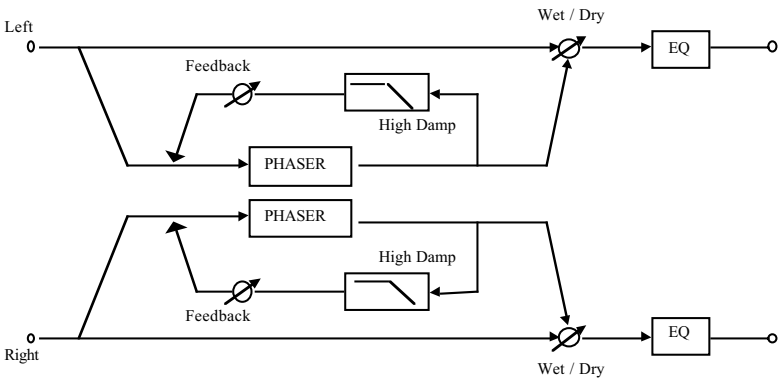 Wet / Dry
Left
EQ
Feedback
High Damp
PHASER
PHASER
High Damp
Feedback
EQ
Right
Wet / Dry